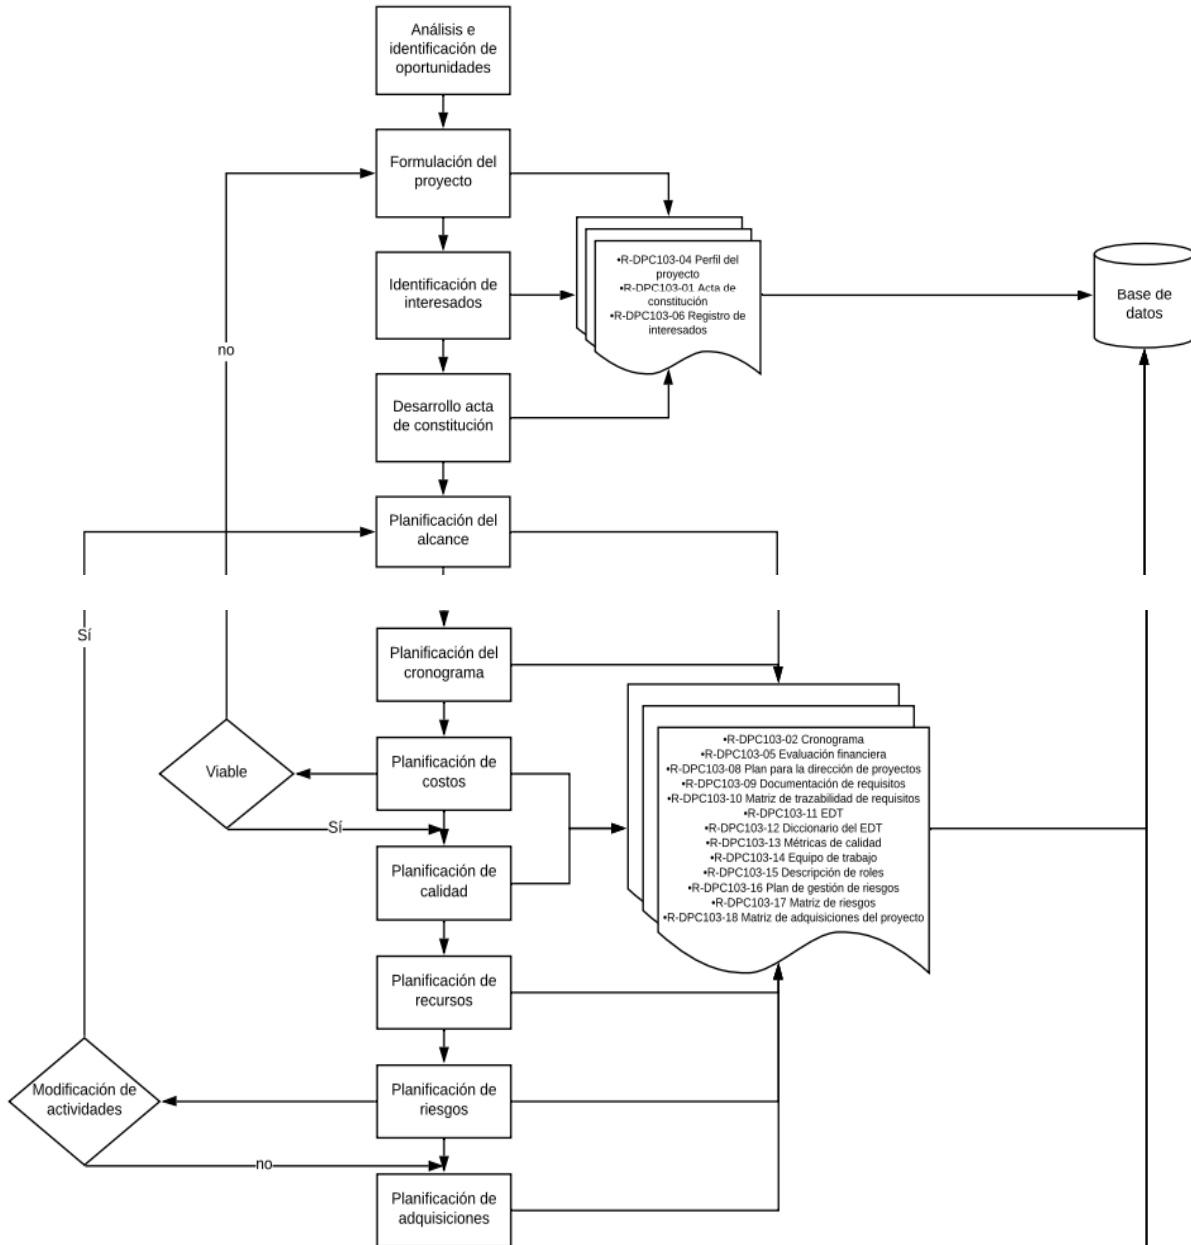 Análisis e
identificación de
oportunidades
Formulación del
proyecto
Identificación de
interesados
•R-DPC103-04 Perfil del
proyecto
•R-DPC103-01 Acta de
constitución
•R-DPC103-06 Registro de
interesados
Base de
datos
no
Desarrollo acta
de constitución
Planificación del
alcance
Sí
Planificación del
cronograma
Viable
Planificación de
costos
Sí
Planificación de
calidad
•R-DPC103-02 Cronograma
•R-DPC103-05 Evaluación financiera
•R-DPC103-08 Plan para la dirección de proyectos
•R-DPC103-09 Documentación de requisitos
•R-DPC103-10 Matriz de trazabilidad de requisitos
•R-DPC103-11 EDT
•R-DPC103-12 Diccionario del EDT
•R-DPC103-13 Métricas de calidad
•R-DPC103-14 Equipo de trabajo
•R-DPC103-15 Descripción de roles
•R-DPC103-16 Plan de gestión de riesgos
•R-DPC103-17 Matriz de riesgos
•R-DPC103-18 Matriz de adquisiciones del proyecto
Planificación de
recursos
Modificación de
actividades
Planificación de
riesgos
no
Planificación de
adquisiciones